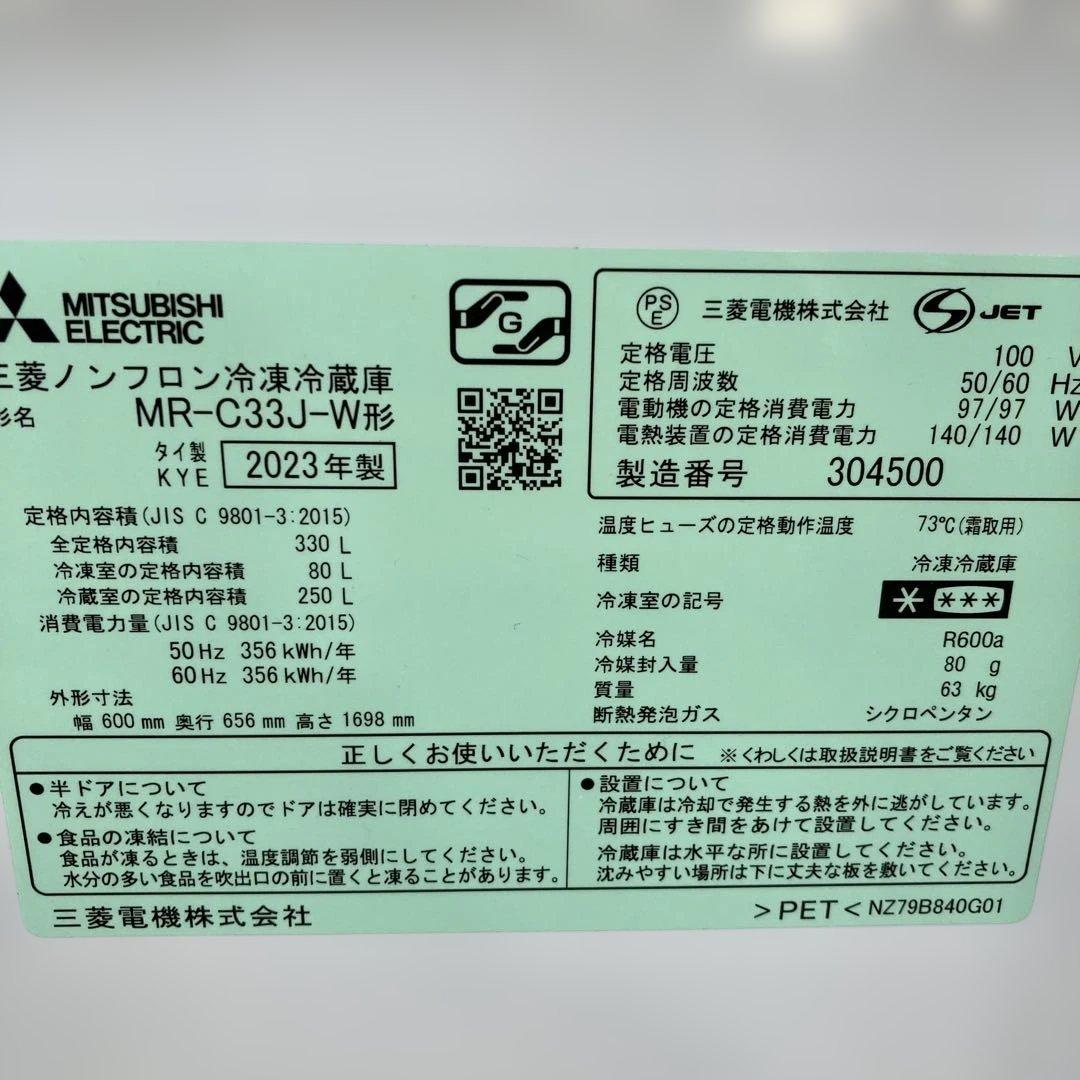 MITSUBISHI
ELECTRIC
三菱ノンフロン冷凍冷蔵庫
形名 MR-C33J-W形
タイ製
KYE 2023年製
G
定格内容積(JIS C 9801-3:2015)
全定格内容積 330 L
冷凍室の定格内容積 80 L
冷蔵室の定格内容積 250 L
消費電力量(JIS C 9801-3:2015)
50Hz 356kWh/年
60Hz 356kWh/年
外形寸法
幅 600mm 奥行 656mm 高さ 1698mm
PSE 三菱電機株式会社 JET
定格電圧 100 V
定格周波数 50/60 Hz
電動機の定格消費電力 97/97 W
電熱装置の定格消費電力 140/140 W
製造番号 304500
温度ヒューズの定格動作温度 73℃(霜取用)
種類 冷凍冷蔵庫
冷凍室の記号 * ***
冷媒名 R600a
冷媒封入量 80 g
質量 63 kg
断熱発泡ガス シクロペンタン
正しくお使いいただくために ※くわしくは取扱説明書をご覧ください
●半ドアについて
冷えが悪くなりますのでドアは確実に閉めてください。
●食品の凍結について
食品が凍るときは、温度調節を弱側にしてください。
水分の多い食品を吹出口の前に置くと凍ることがあります。
●設置について
冷蔵庫は冷却で発生する熱を外に逃がしています。
周囲にすき間をあけて設置してください。
冷蔵庫は水平な所に設置してください。
沈みやすい場所は下に丈夫な板を敷いてください。
三菱電機株式会社 >PET< NZ79B840G01